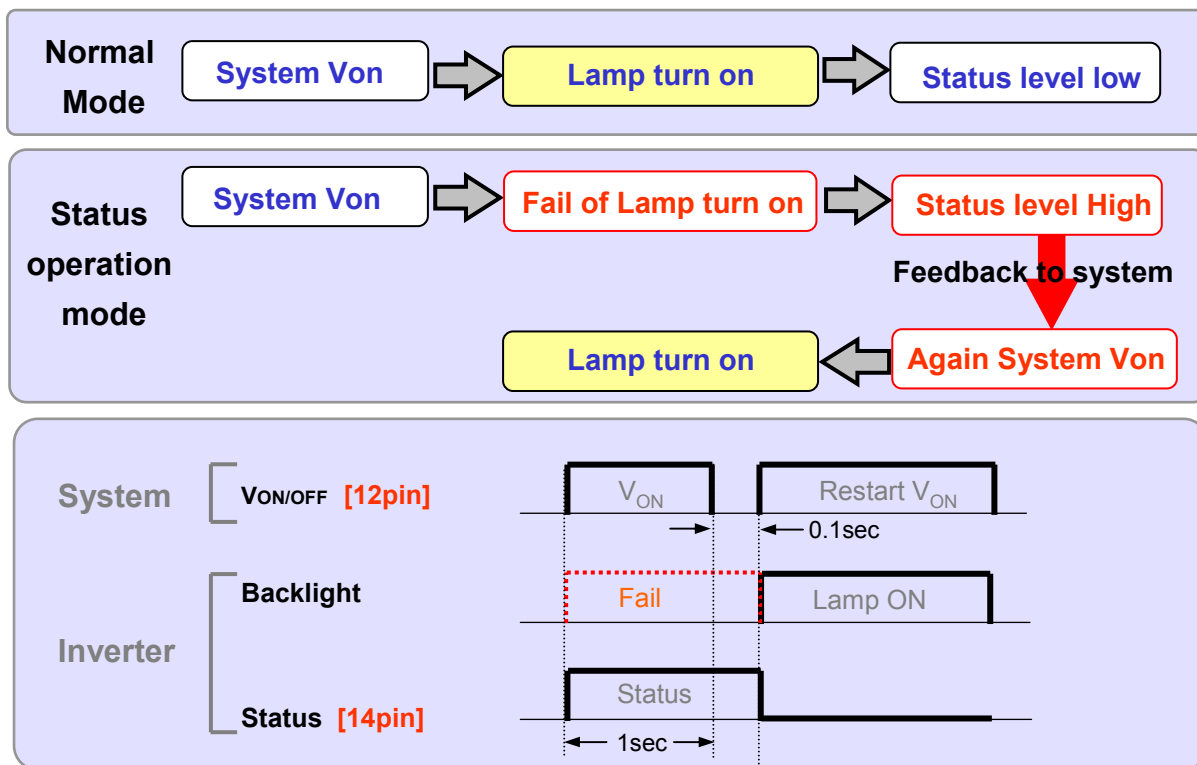 Normal
Mode
System Von
Lamp turn on
Status level low
Status
operation
mode
System Von
Fail of Lamp turn on
Status level High
Feedback to system
Lamp turn on
Again System Von
System
VON/OFF [12pin]
VON
Restart VON
0.1sec
Inverter
Backlight
Fail
Lamp ON
Status [14pin]
Status
1sec